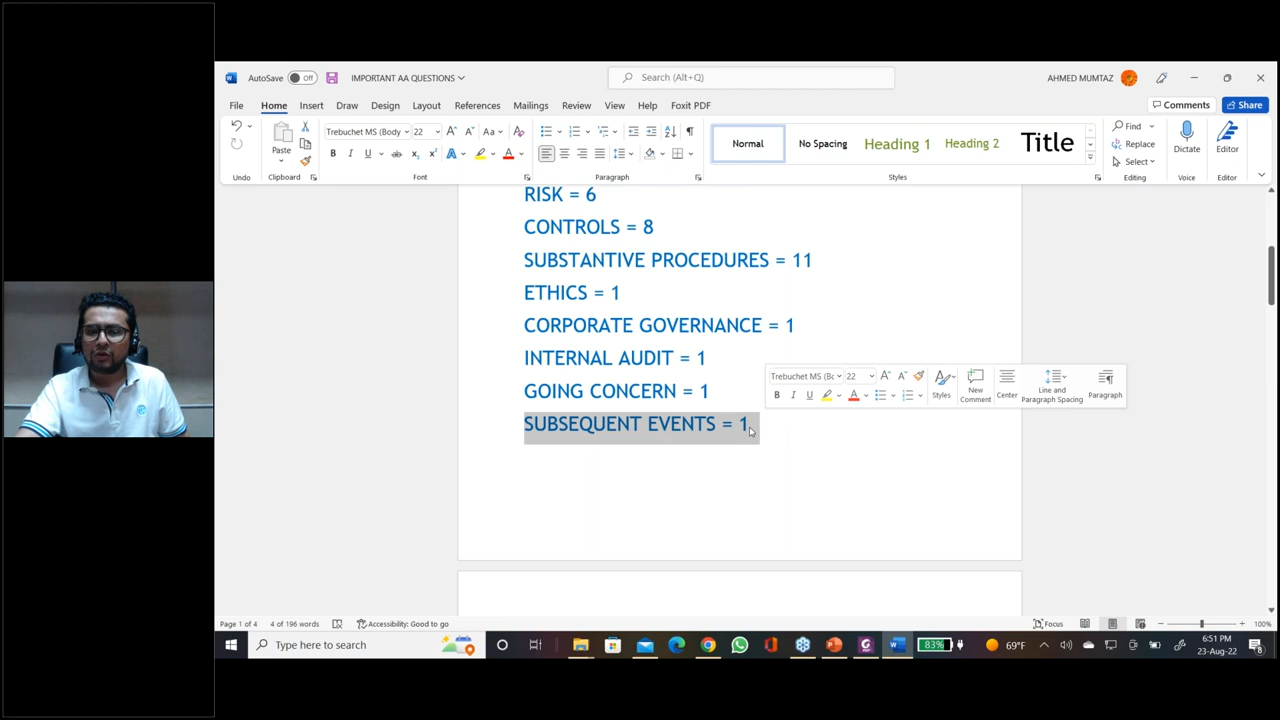 AutoSave Off IMPORTANT AA QUESTIONS Search (Alt+Q) AHMED MUMTAZ
File Home Insert Draw Design Layout References Mailings Review View Help Foxit PDF Comments Share
Trebuchet MS (Body 22 Normal No Spacing Heading 1 Heading 2 Title Find Replace Select
Paste Dictate Editor
Undo Clipboard Font Paragraph Styles Editing Voice Editor
RISK = 6
CONTROLS = 8
SUBSTANTIVE PROCEDURES = 11
ETHICS = 1
CORPORATE GOVERNANCE = 1
INTERNAL AUDIT = 1
GOING CONCERN = 1
SUBSEQUENT EVENTS = 1
Trebuchet MS (Bc 22
Styles New Comment Center Line and Paragraph Spacing Paragraph
Page 1 of 4 4 of 196 words Accessibility: Good to go Focus 100%
Type here to search 83% 69°F 6:51 PM
23-Aug-22 8